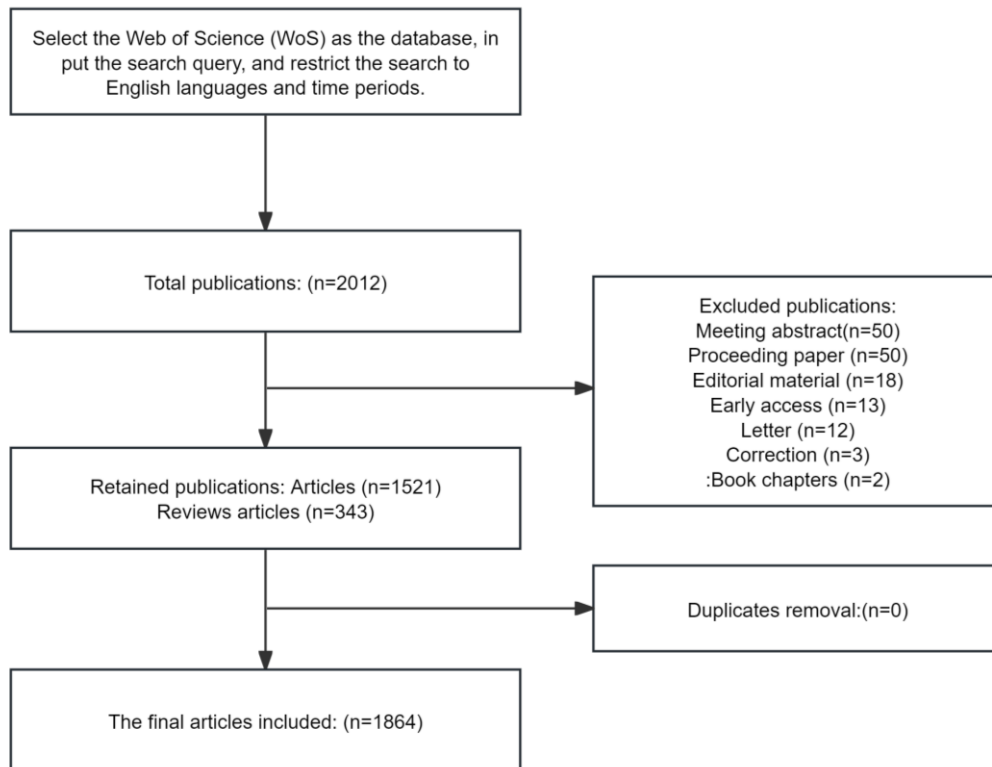 Select the Web of Science (WoS) as the database, in
put the search query, and restrict the search to
English languages and time periods.
Total publications: (n=2012)
Excluded publications:
Meeting abstract(n=50)
Proceeding paper (n=50)
Editorial material (n=18)
Early access (n=13)
Letter (n=12)
Correction (n=3)
:Book chapters (n=2)
Retained publications: Articles (n=1521)
Reviews articles (n=343)
Duplicates removal:(n=0)
The final articles included: (n=1864)